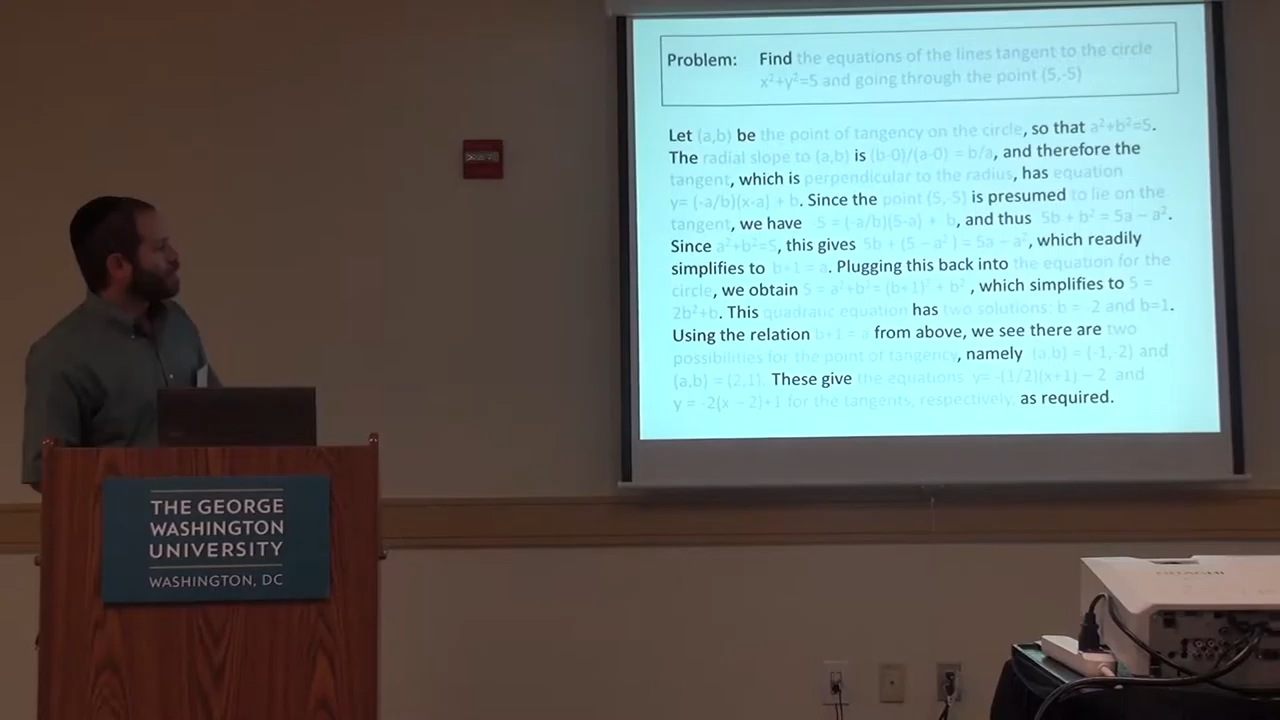 Problem: Find the equations of the lines tangent to the circle
x²+y²=5 and going through the point (5,-5)
Let (a,b) be the point of tangency on the circle, so that a²+b²=5.
The radial slope to (a,b) is (b-0)/(a-0) = b/a, and therefore the
tangent, which is perpendicular to the radius, has equation
y= (-a/b)(x-a) + b. Since the point (5,-5) is presumed to lie on the
tangent, we have -5 = (-a/b)(5-a) + b, and thus 5b + b² = 5a – a².
Since a²+b²=5, this gives 5b + (5 – a² ) = 5a – a², which readily
simplifies to b+1 = a. Plugging this back into the equation for the
circle, we obtain 5 = a²+b²= (b+1)² + b² , which simplifies to 5 =
2b²+b. This quadratic equation has two solutions: b = -2 and b=1.
Using the relation b+1 = a from above, we see there are two
possibilities for the point of tangency, namely (a,b) = (-1,-2) and
(a,b) = (2,1). These give the equations y= -(1/2)(x+1) – 2 and
y = -2(x – 2)+1 for the tangents, respectively, as required.
THE GEORGE
WASHINGTON
UNIVERSITY
WASHINGTON, DC
HITACHI